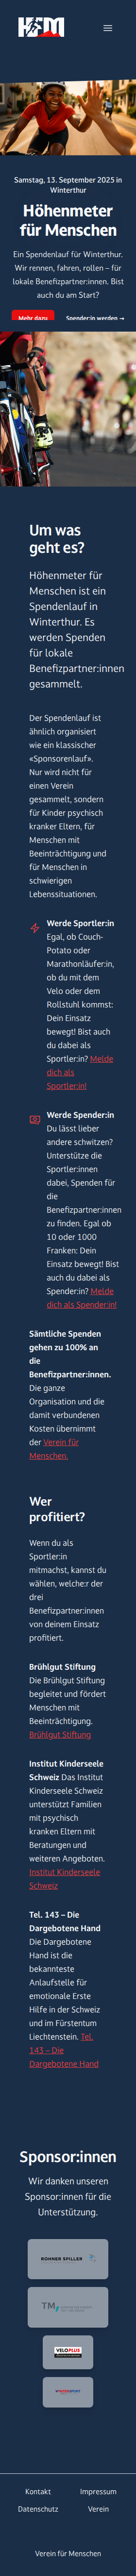 HFM
Samstag, 13. September 2025 in
Winterthur
Höhenmeter
für Menschen
Ein Spendenlauf für Winterthur.
Wir rennen, fahren, rollen – für
lokale Benefizpartner:innen. Bist
auch du am Start?
Mehr dazu
Spender:in werden →
Um was
geht es?
Höhenmeter für
Menschen ist ein
Spendenlauf in
Winterthur. Es
werden Spenden
für lokale
Benefizpartner:innen
gesammelt.
Der Spendenlauf ist
ähnlich organisiert
wie ein klassischer
«Sponsorenlauf».
Nur wird nicht für
einen Verein
gesammelt, sondern
für Kinder psychisch
kranker Eltern, für
Menschen mit
Beeinträchtigung und
für Menschen in
schwierigen
Lebenssituationen.
Werde Sportler:in
Egal, ob Couch-
Potato oder
Marathonläufer:in,
ob du mit dem
Velo oder dem
Rollstuhl kommst:
Dein Einsatz
bewegt! Bist auch
du dabei als
Sportler:in? Melde
dich als
Sportler:in!
Werde Spender:in
Du lässt lieber
andere schwitzen?
Unterstütze die
Sportler:innen
dabei, Spenden für
die
Benefizpartner:innen
zu finden. Egal ob
10 oder 1000
Franken: Dein
Einsatz bewegt! Bist
auch du dabei als
Spender:in? Melde
dich als Spender:in!
Sämtliche Spenden
gehen zu 100% an
die
Benefizpartner:innen.
Die ganze
Organisation und die
damit verbundenen
Kosten übernimmt
der Verein für
Menschen.
Wer
profitiert?
Wenn du als
Sportler:in
mitmachst, kannst du
wählen, welche:r der
drei
Benefizpartner:innen
von deinem Einsatz
profitiert.
Brühlgut Stiftung
Die Brühlgut Stiftung
begleitet und fördert
Menschen mit
Beeinträchtigung.
Brühlgut Stiftung
Institut Kinderseele
Schweiz Das Institut
Kinderseele Schweiz
unterstützt Familien
mit psychisch
kranken Eltern mit
Beratungen und
weiteren Angeboten.
Institut Kinderseele
Schweiz
Tel. 143 – Die
Dargebotene Hand
Die Dargebotene
Hand ist die
bekannteste
Anlaufstelle für
emotionale Erste
Hilfe in der Schweiz
und im Fürstentum
Liechtenstein. Tel.
143 – Die
Dargebotene Hand
Sponsor:innen
Wir danken unseren
Sponsor:innen für die
Unterstützung.
ROHNER SPILLER
TM
VELOPLUS
Kontakt
Impressum
Datenschutz
Verein
Verein für Menschen